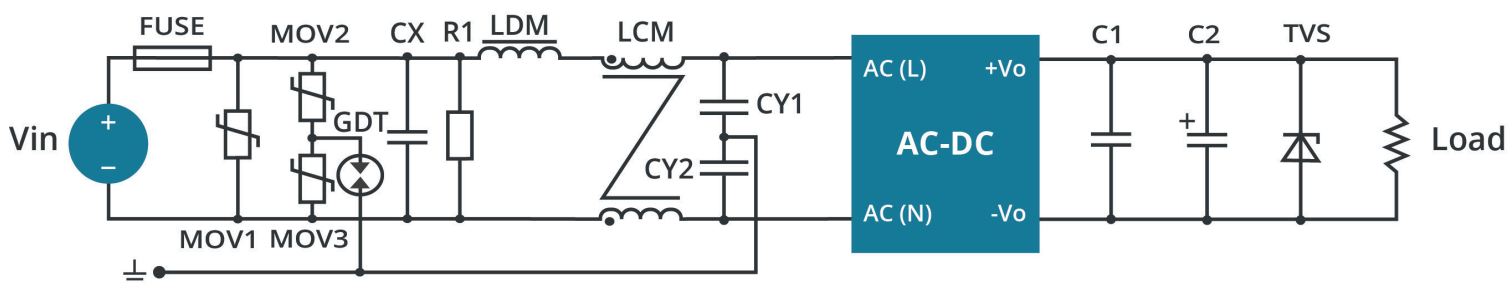 FUSE
MOV2
CX
R1
LDM
LCM
C1
C2
TVS
AC (L)
+Vo
GDT
CY1
Vin
+
−
+
AC-DC
Load
CY2
AC (N)
-Vo
MOV1
MOV3